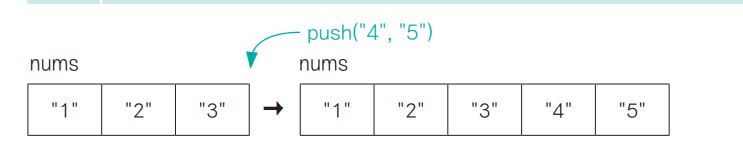 push("4", "5")
nums nums
"1" "2" "3" → "1" "2" "3" "4" "5"